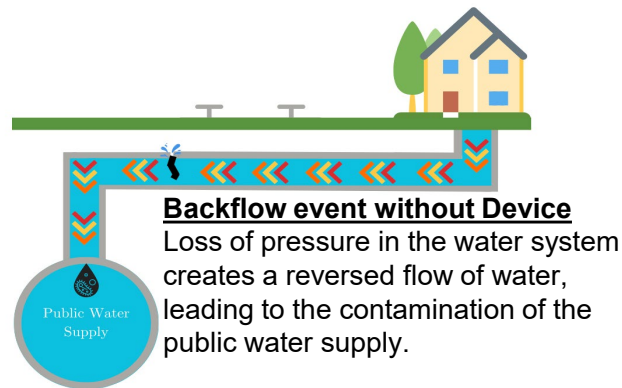 Backflow event without Device
Loss of pressure in the water system
creates a reversed flow of water,
leading to the contamination of the
public water supply.
Public Water
Supply